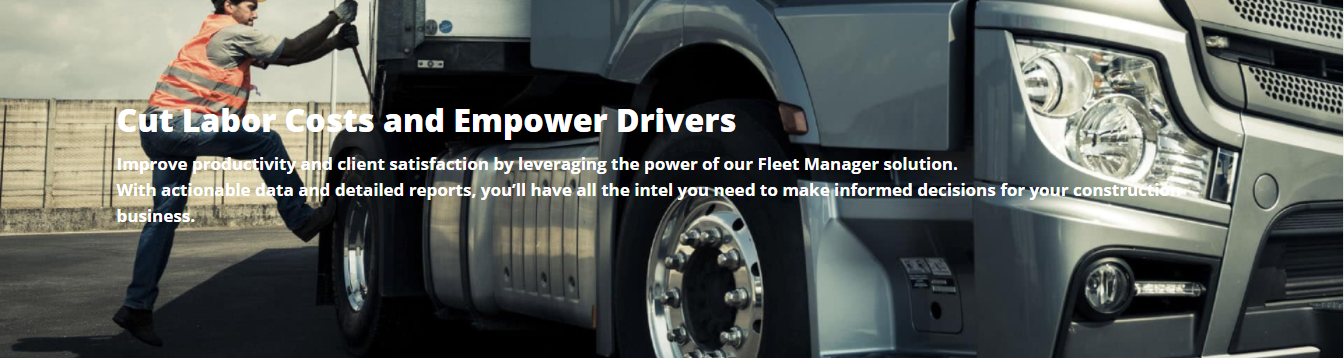 Cut Labor Costs and Empower Drivers
Improve productivity and client satisfaction by leveraging the power of our Fleet Manager solution.
With actionable data and detailed reports, you’ll have all the intel you need to make informed decisions for your construction
business.